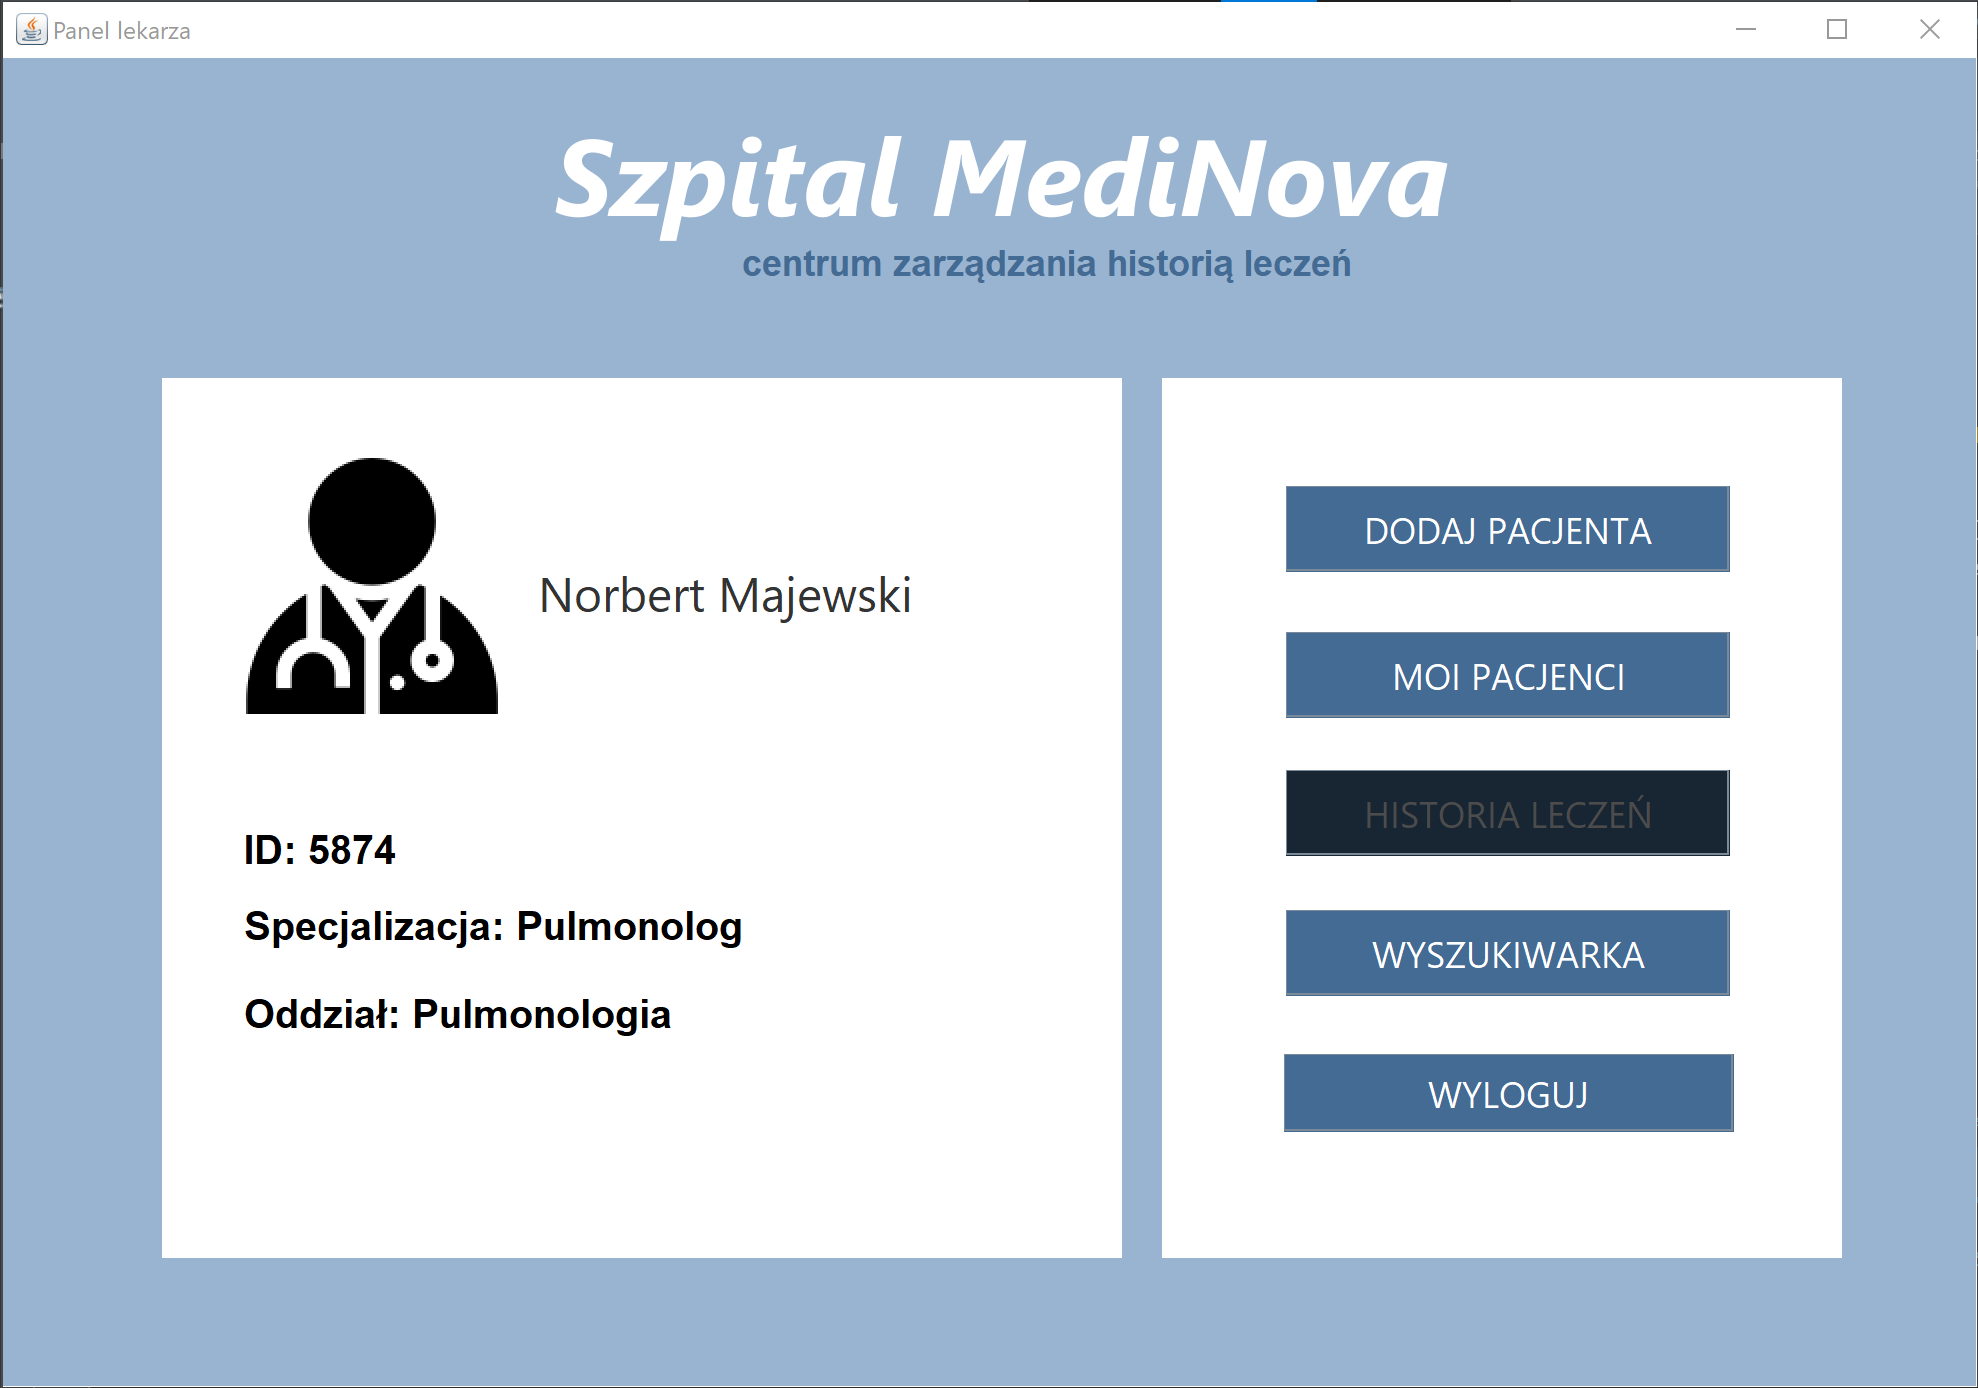 Panel lekarza
Szpital MediNova
centrum zarządzania historią leczeń
Norbert Majewski
ID: 5874
Specjalizacja: Pulmonolog
Oddział: Pulmonologia
DODAJ PACJENTA
MOI PACJENCI
HISTORIA LECZEŃ
WYSZUKIWARKA
WYLOGUJ